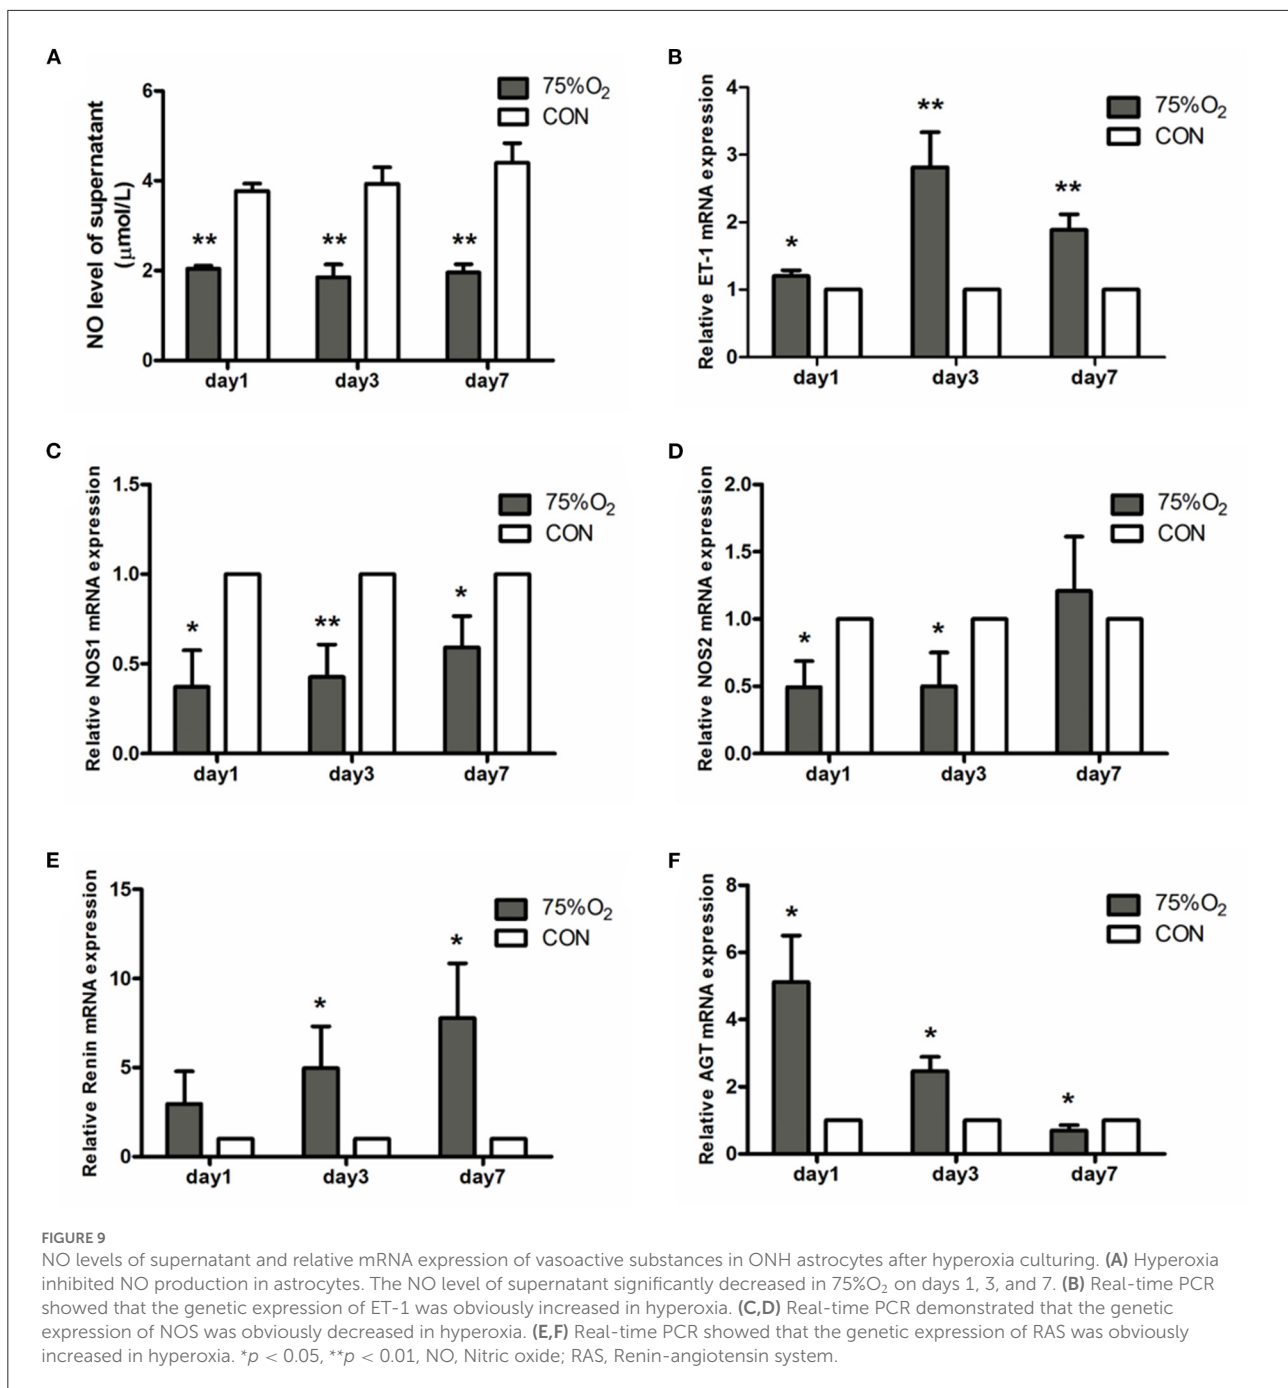 A
NO level of supernatant
(μmol/L)
6
4
2
0
75%O₂
CON
**
**
**
day1 day3 day7
B
Relative ET-1 mRNA expression
4
3
2
1
0
75%O₂
CON
*
**
**
day1 day3 day7
C
Relative NOS1 mRNA expression
1.5
1.0
0.5
0.0
75%O₂
CON
*
**
*
day1 day3 day7
D
Relative NOS2 mRNA expression
2.0
1.5
1.0
0.5
0.0
75%O₂
CON
*
*
day1 day3 day7
E
Relative Renin mRNA expression
15
10
5
0
75%O₂
CON
*
*
day1 day3 day7
F
Relative AGT mRNA expression
8
6
4
2
0
75%O₂
CON
*
*
*
day1 day3 day7
FIGURE 9
NO levels of supernatant and relative mRNA expression of vasoactive substances in ONH astrocytes after hyperoxia culturing. (A) Hyperoxia
inhibited NO production in astrocytes. The NO level of supernatant significantly decreased in 75%O₂ on days 1, 3, and 7. (B) Real-time PCR
showed that the genetic expression of ET-1 was obviously increased in hyperoxia. (C,D) Real-time PCR demonstrated that the genetic
expression of NOS was obviously decreased in hyperoxia. (E,F) Real-time PCR showed that the genetic expression of RAS was obviously
increased in hyperoxia. *p < 0.05, **p < 0.01, NO, Nitric oxide; RAS, Renin-angiotensin system.